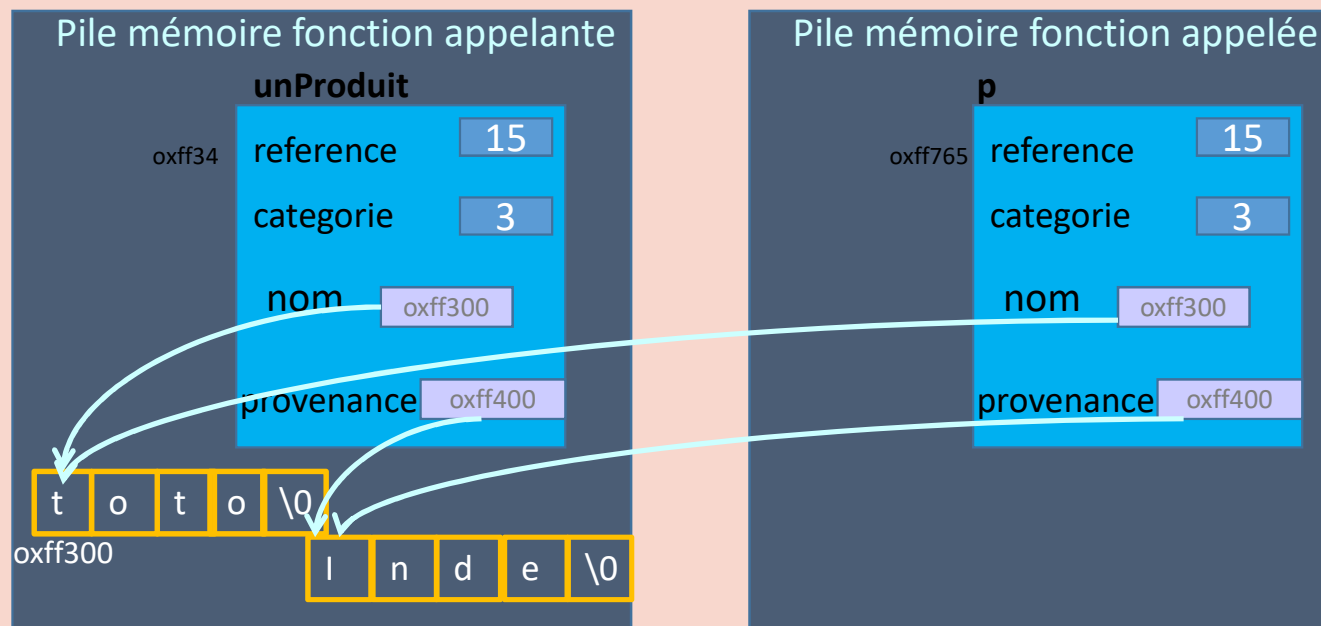 Pile mémoire fonction appelante
unProduit
oxff34
reference 15
categorie 3
nom oxff300
provenance oxff400
t o t o \0
oxff300
I n d e \0
Pile mémoire fonction appelée
p
oxff765
reference 15
categorie 3
nom oxff300
provenance oxff400